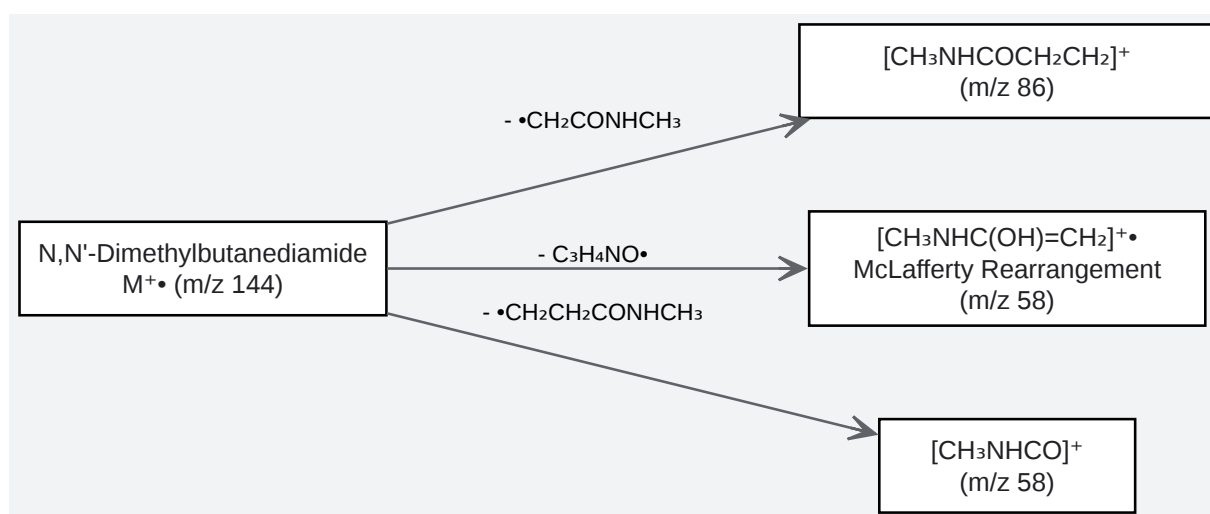 [CH₃NHCOCH₂CH₂]⁺
(m/z 86)
- •CH₂CONHCH₃
N,N'-Dimethylbutanediamide
M⁺• (m/z 144)
- C₃H₄NO•
[CH₃NHC(OH)=CH₂]⁺•
McLafferty Rearrangement
(m/z 58)
- •CH₂CH₂CONHCH₃
[CH₃NHCO]⁺
(m/z 58)